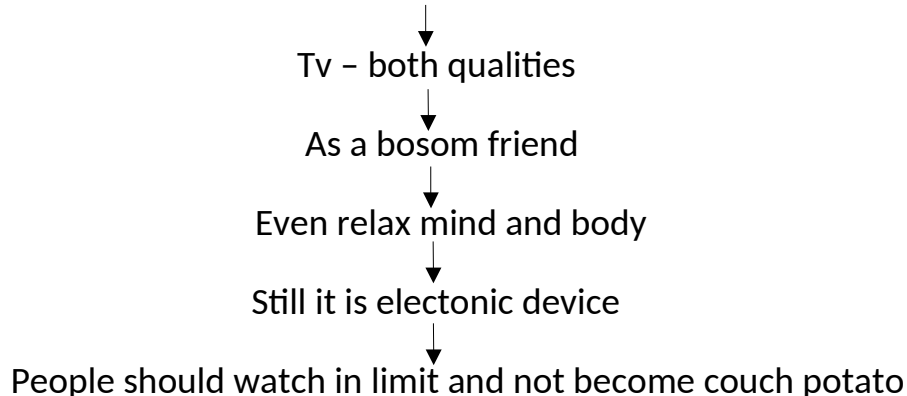 Tv – both qualities
As a bosom friend
Even relax mind and body
Still it is electonic device
People should watch in limit and not become couch potato